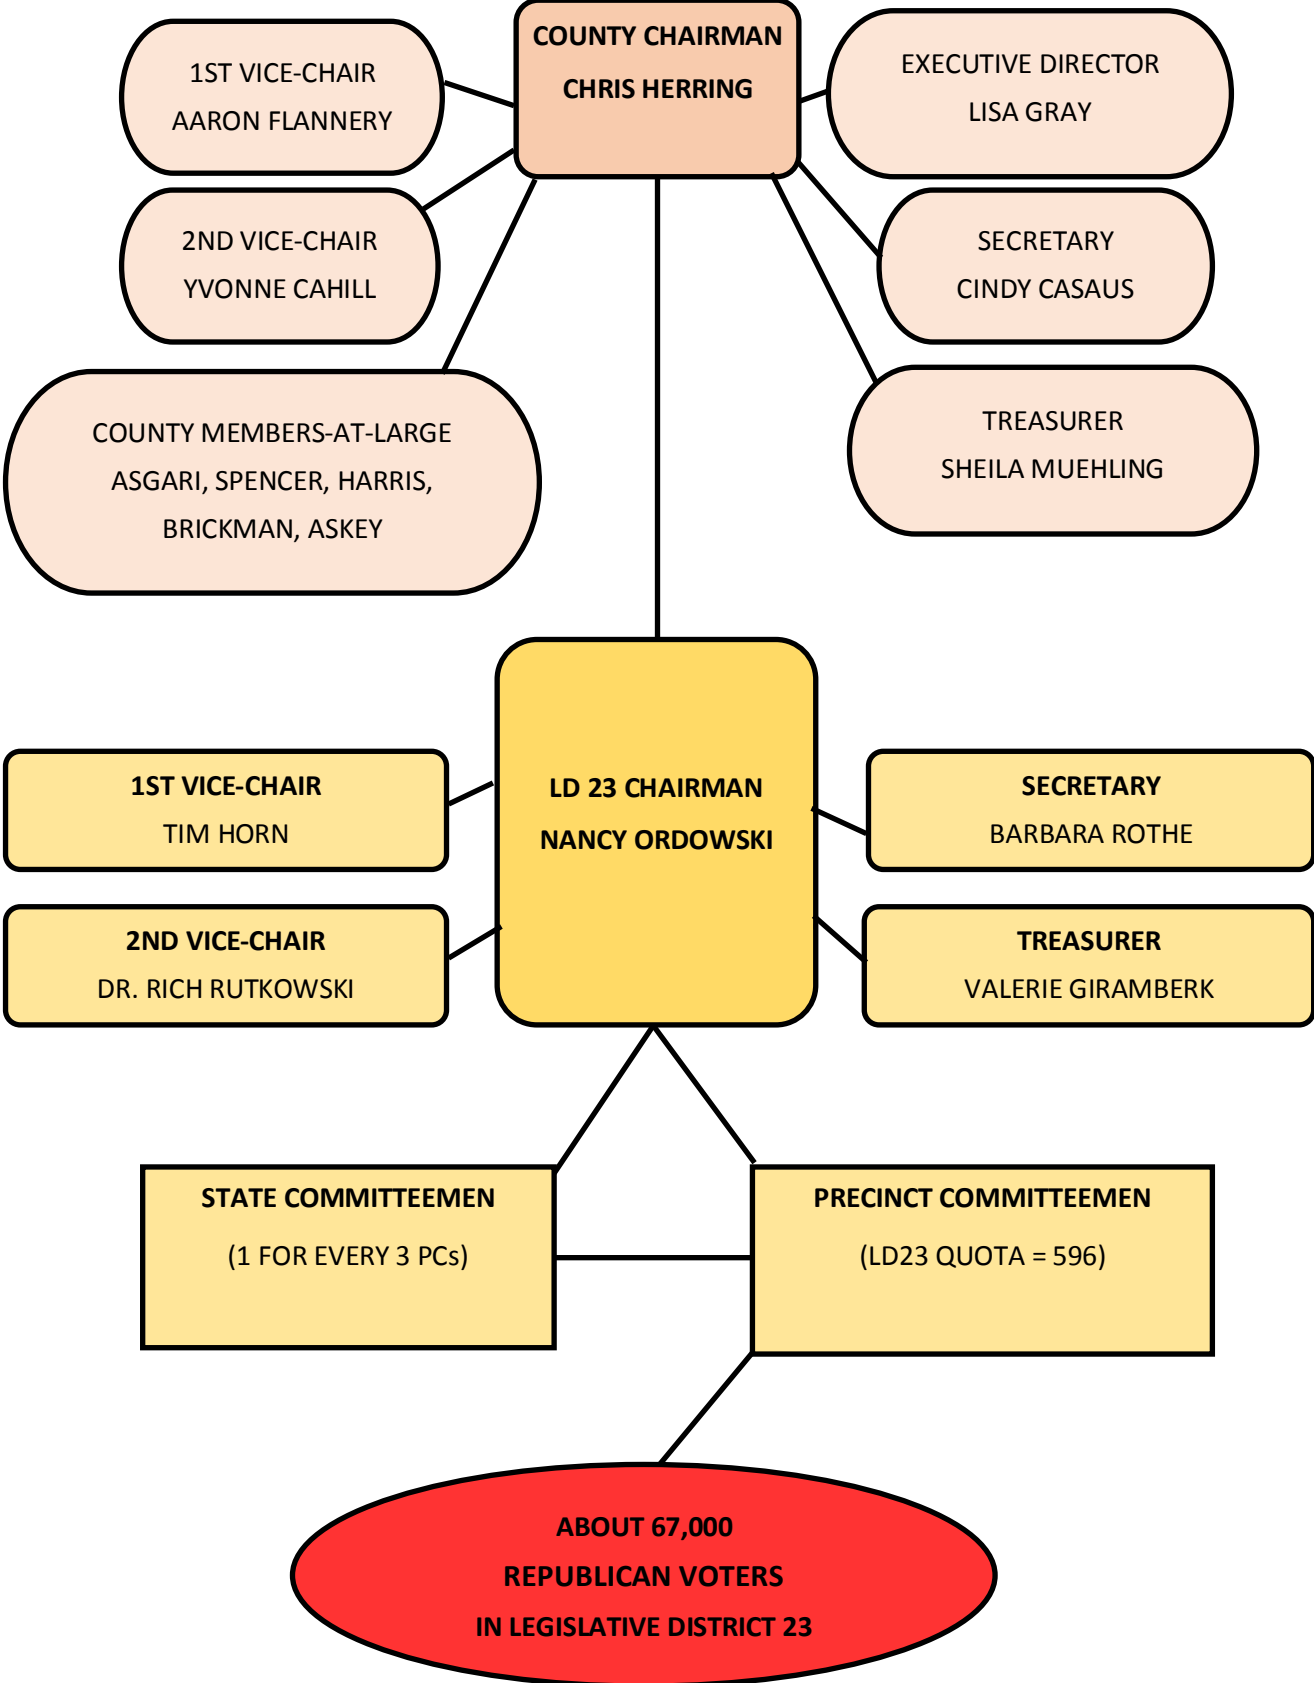 COUNTY CHAIRMAN
CHRIS HERRING
1ST VICE-CHAIR
AARON FLANNERY
EXECUTIVE DIRECTOR
LISA GRAY
2ND VICE-CHAIR
YVONNE CAHILL
SECRETARY
CINDY CASAUS
COUNTY MEMBERS-AT-LARGE
ASGARI, SPENCER, HARRIS,
BRICKMAN, ASKEY
TREASURER
SHEILA MUEHLING
LD 23 CHAIRMAN
NANCY ORDOWSKI
1ST VICE-CHAIR
TIM HORN
SECRETARY
BARBARA ROTHE
2ND VICE-CHAIR
DR. RICH RUTKOWSKI
TREASURER
VALERIE GIRAMBERK
STATE COMMITTEEMEN
(1 FOR EVERY 3 PCs)
PRECINCT COMMITTEEMEN
(LD23 QUOTA = 596)
ABOUT 67,000
REPUBLICAN VOTERS
IN LEGISLATIVE DISTRICT 23